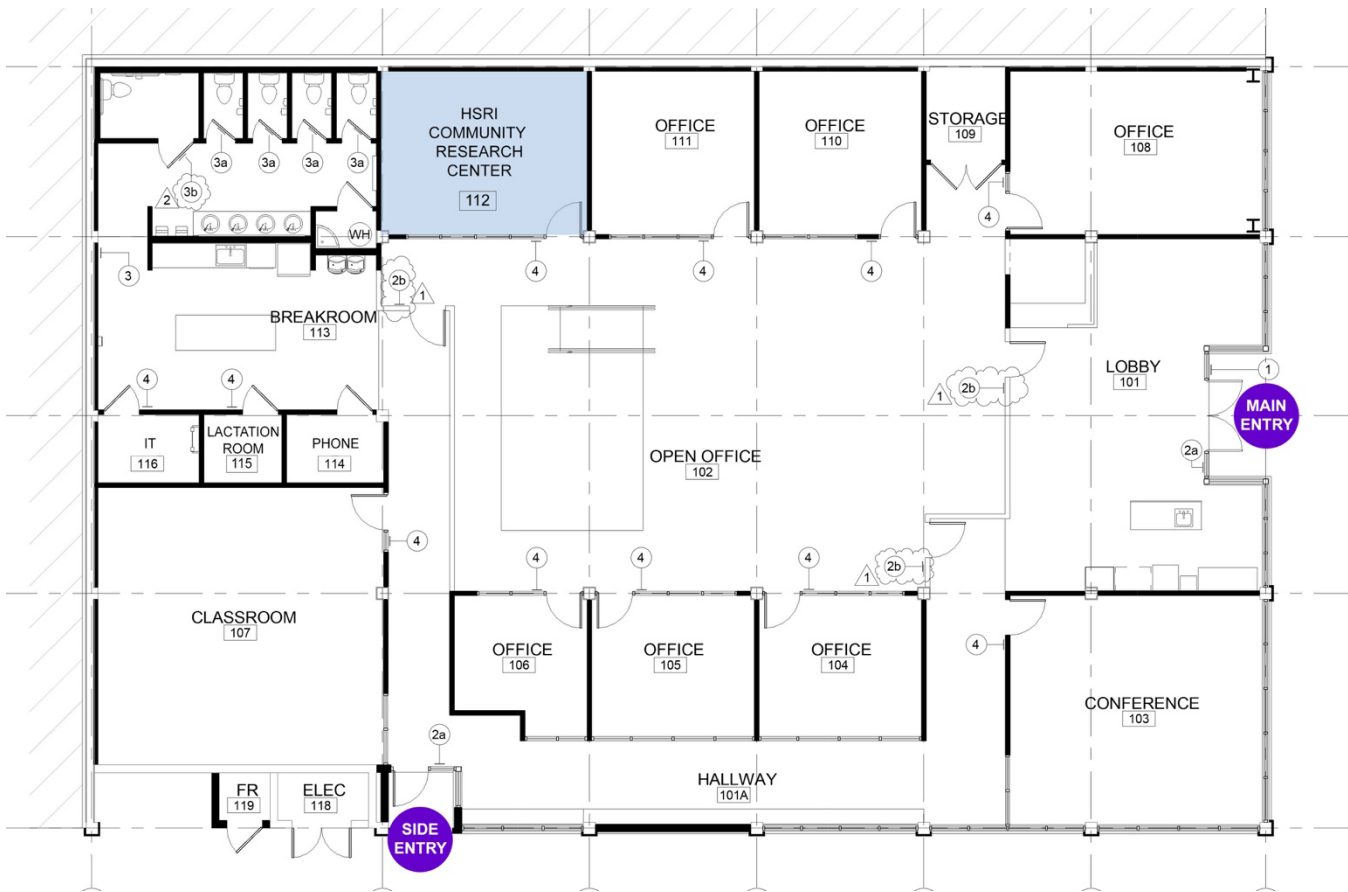 HSRI
COMMUNITY
RESEARCH
CENTER
112
OFFICE
111
OFFICE
110
STORAGE
109
OFFICE
108
3a
3a
3a
3a
2
3b
WH
4
3
4
4
4
2b
1
BREAKROOM
113
LOBBY
101
1
2b
1
MAIN
ENTRY
4
4
IT
116
LACTATION
ROOM
115
PHONE
114
OPEN OFFICE
102
2a
4
4
4
4
2b
1
CLASSROOM
107
OFFICE
106
OFFICE
105
OFFICE
104
4
CONFERENCE
103
2a
HALLWAY
101A
FR
119
ELEC
118
SIDE
ENTRY